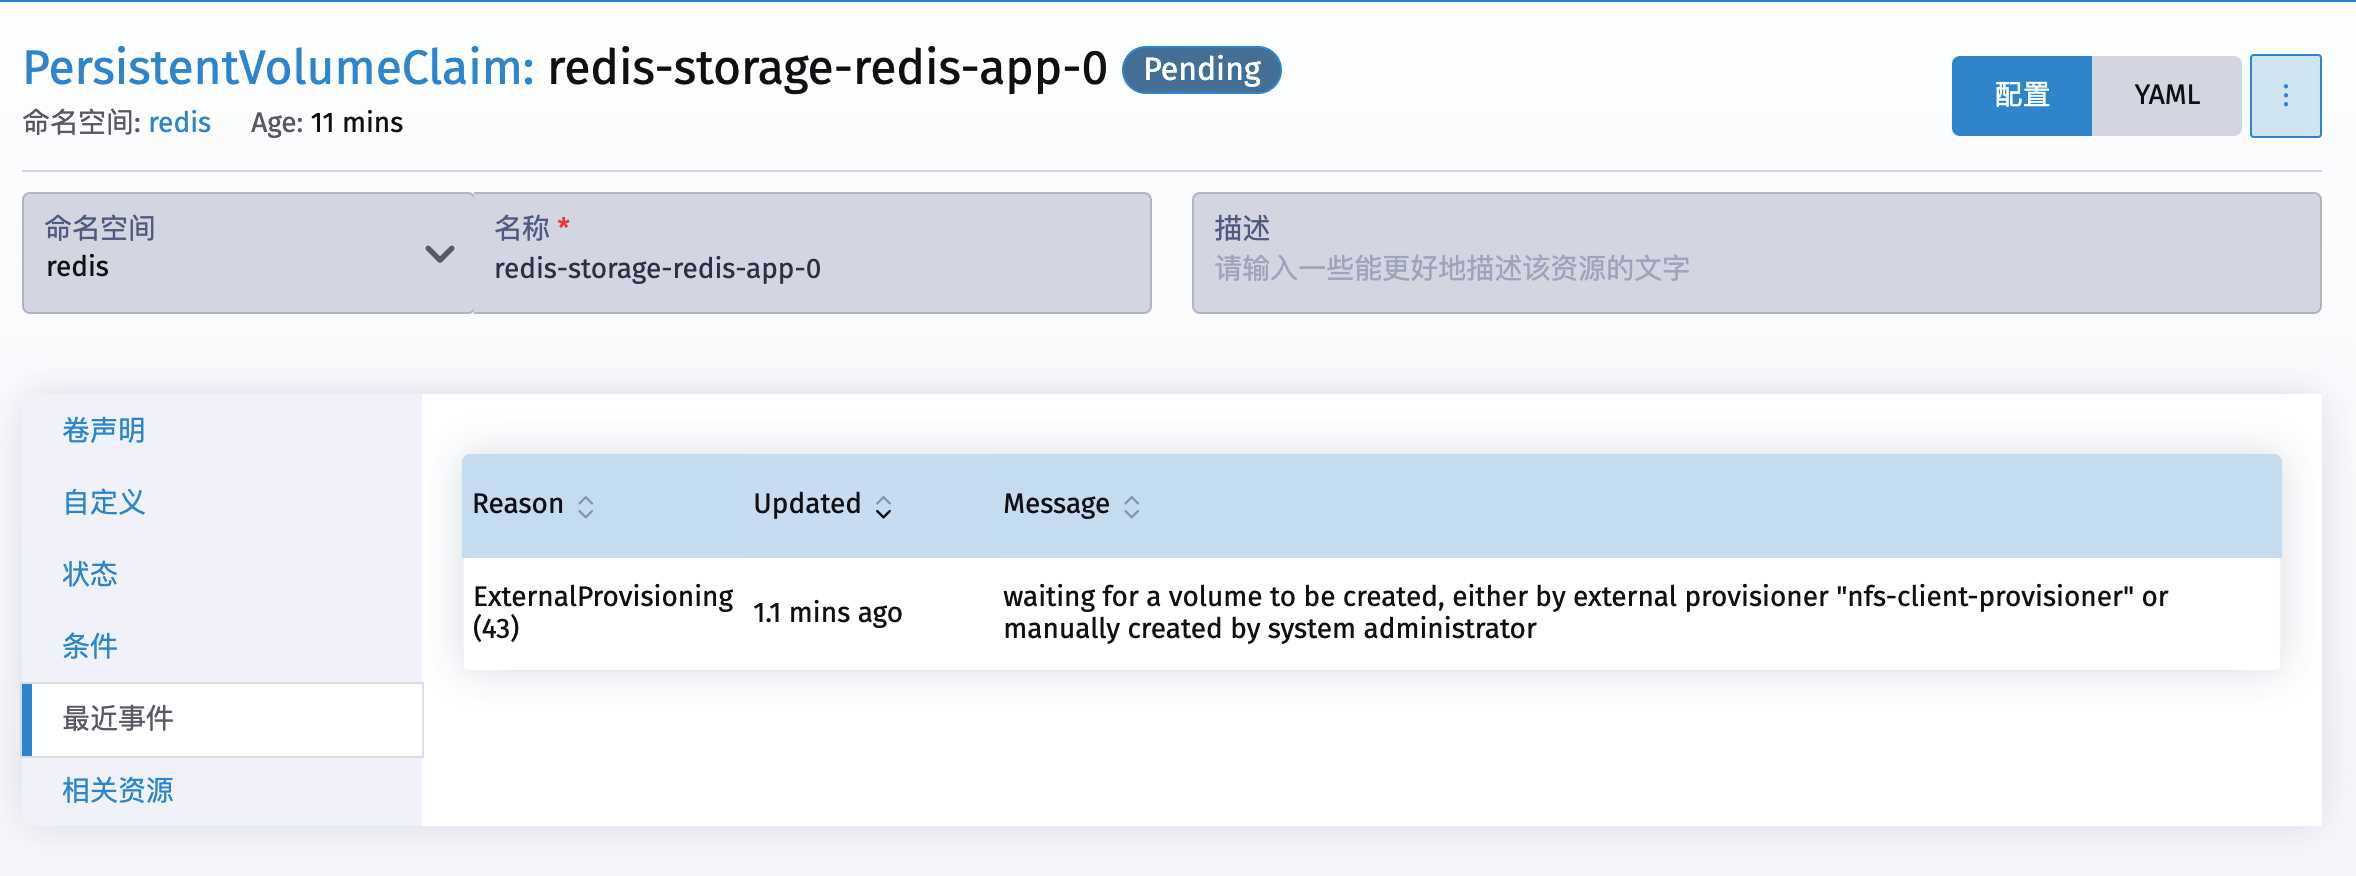 PersistentVolumeClaim: redis-storage-redis-app-0 Pending
命名空间: redis Age: 11 mins
配置 YAML
命名空间
redis
名称 *
redis-storage-redis-app-0
描述
请输入一些能更好地描述该资源的文字
卷声明
自定义
状态
条件
最近事件
相关资源
Reason Updated Message
ExternalProvisioning
(43)
1.1 mins ago
waiting for a volume to be created, either by external provisioner "nfs-client-provisioner" or
manually created by system administrator